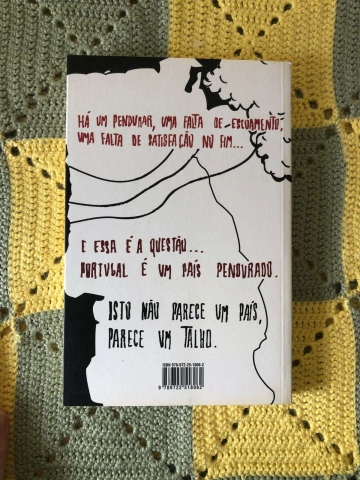 HÁ UM PENDURAR, UMA FALTA DE ESCOAMENTO,
UMA FALTA DE SATISFAÇÃO NO FIM...
E ESSA É A QUESTÃO...
PORTUGAL É UM PAÍS PENDURADO.
ISTO NÃO PARECE UM PAÍS,
PARECE UM TALHO.